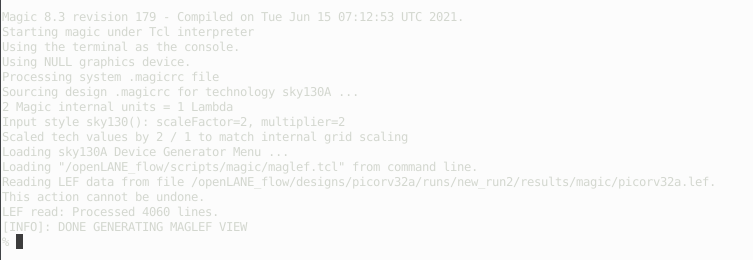 Magic 8.3 revision 179 - Compiled on Tue Jun 15 07:12:53 UTC 2021.
Starting magic under Tcl interpreter
Using the terminal as the console.
Using NULL graphics device.
Processing system .magicrc file
Sourcing design .magicrc for technology sky130A ...
2 Magic internal units = 1 Lambda
Input style sky130(): scaleFactor=2, multiplier=2
Scaled tech values by 2 / 1 to match internal grid scaling
Loading sky130A Device Generator Menu ...
Loading "/openLANE_flow/scripts/magic/maglef.tcl" from command line.
Reading LEF data from file /openLANE_flow/designs/picorv32a/runs/new_run2/results/magic/picorv32a.lef.
This action cannot be undone.
LEF read: Processed 4060 lines.
[INFO]: DONE GENERATING MAGLEF VIEW
%